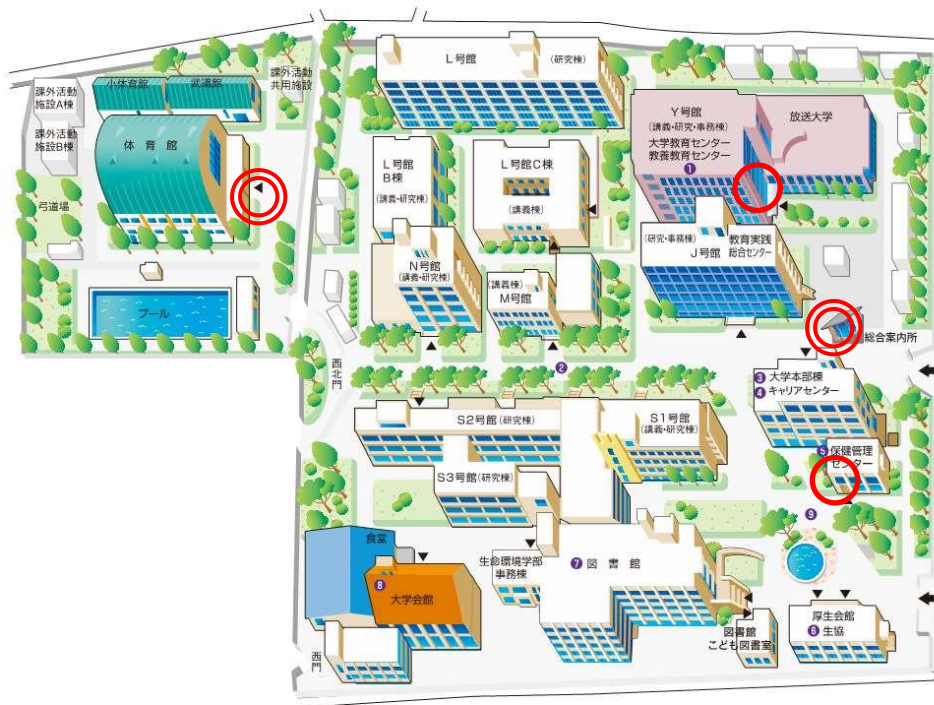 課外活動
施設A棟
課外活動
施設B棟
小体育館
武道館
課外活動
共用施設
体育館
弓道場
プール
西北門
L号館
(研究棟)
L号館
B棟
(講義・研究棟)
L号館C棟
(講義棟)
N号館
(講義・研究棟)
(講義棟)
M号館
Y号館
(講義・研究・事務棟)
大学教育センター
教養教育センター
1
放送大学
(研究・事務棟)
J号館
教育実践
総合センター
総合案内所
2
3 大学本部棟
4 キャリアセンター
5 保健管理
センター
S2号館(研究棟)
S1号館
(講義・研究棟)
S3号館(研究棟)
9
食堂
8
大学会館
生命環境学部
事務棟
7 図書館
図書館
こども図書室
厚生会館
6 生協
西門